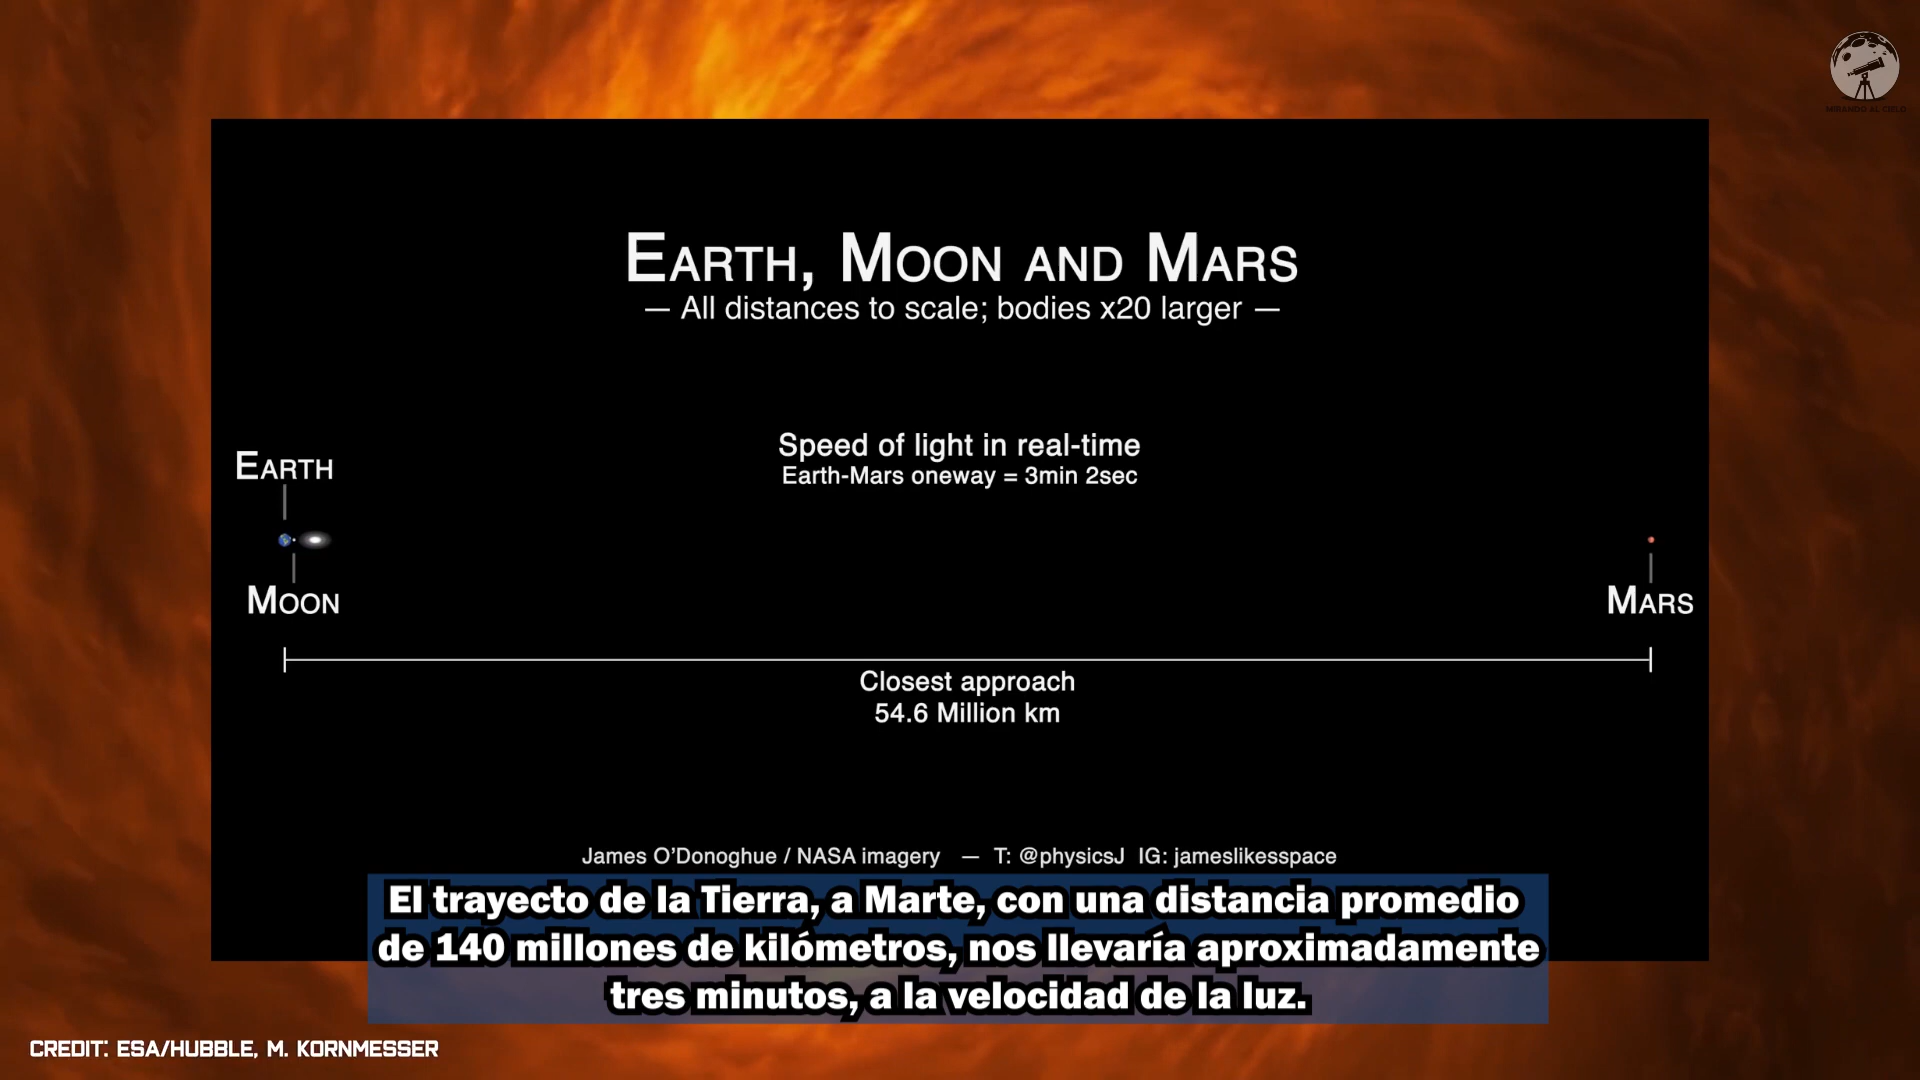 MIRANDO AL CIELO
EARTH, MOON AND MARS
— All distances to scale; bodies x20 larger —
Speed of light in real-time
Earth-Mars oneway = 3min 2sec
EARTH
MOON
MARS
Closest approach
54.6 Million km
James O'Donoghue / NASA imagery — T: @physicsJ IG: jameslikesspace
El trayecto de la Tierra, a Marte, con una distancia promedio
de 140 millones de kilómetros, nos llevaría aproximadamente
tres minutos, a la velocidad de la luz.
CREDIT: ESA/HUBBLE, M. KORNMESSER